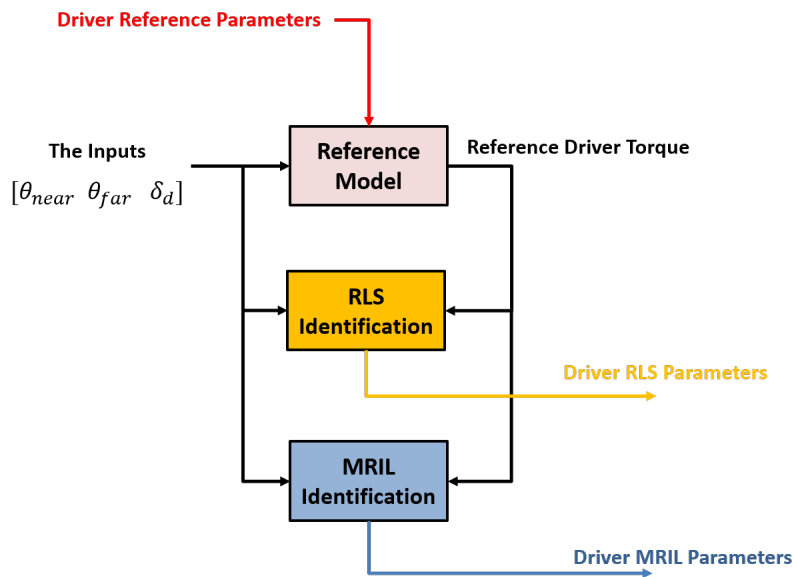 Driver Reference Parameters
The Inputs
[θ_near θ_far δ_d]
Reference
Model
Reference Driver Torque
RLS
Identification
Driver RLS Parameters
MRIL
Identification
Driver MRIL Parameters